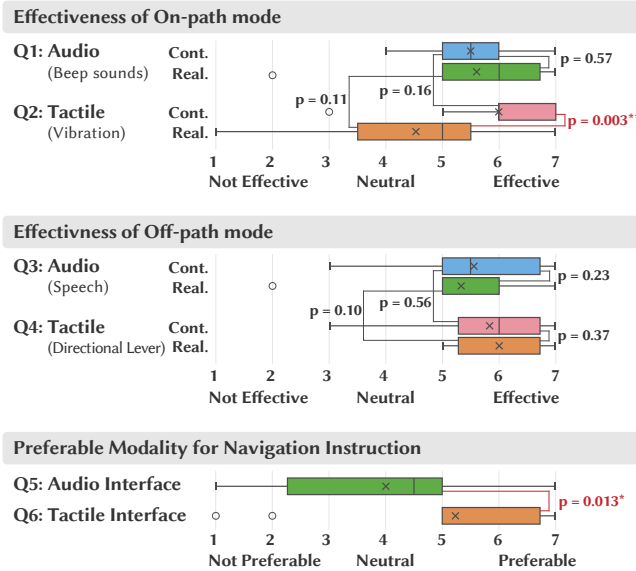 Effectiveness of On-path mode
Q1: Audio Cont.
(Beep sounds) Real.
p = 0.57
p = 0.16
p = 0.11
Q2: Tactile Cont.
(Vibration) Real.
p = 0.003**
1 2 3 4 5 6 7
Not Effective Neutral Effective
Effectivness of Off-path mode
Q3: Audio Cont.
(Speech) Real.
p = 0.23
p = 0.56
p = 0.10
Q4: Tactile Cont.
(Directional Lever) Real.
p = 0.37
1 2 3 4 5 6 7
Not Effective Neutral Effective
Preferable Modality for Navigation Instruction
Q5: Audio Interface
p = 0.013*
Q6: Tactile Interface
1 2 3 4 5 6 7
Not Preferable Neutral Preferable